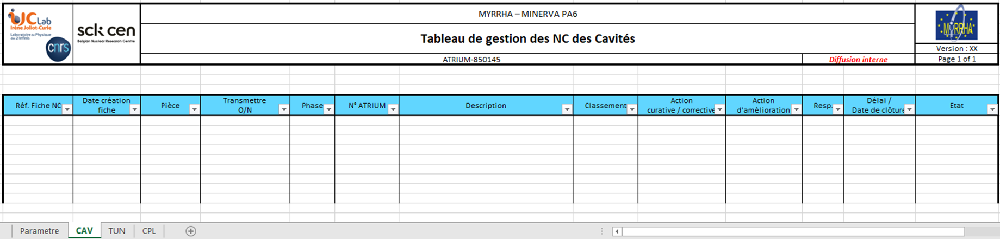 iJC Lab
Irène Joliot-Curie
Laboratoire de Physique
des 2 Infinis
cnrs
sck cen
Belgian Nuclear Research Centre
MYRRHA – MINERVA PA6
Tableau de gestion des NC des Cavités
ATRIUM-850145
Diffusion interne
MYRRHA
Version : XX
Page 1 of 1
Réf. Fiche NC
Date création
fiche
Pièce
Transmettre
O/N
Phase
N° ATRIUM
Description
Classement
Action
curative / corrective
Action
d'amélioration
Resp.
Délai /
Date de clôture
Etat
Parametre
CAV
TUN
CPL